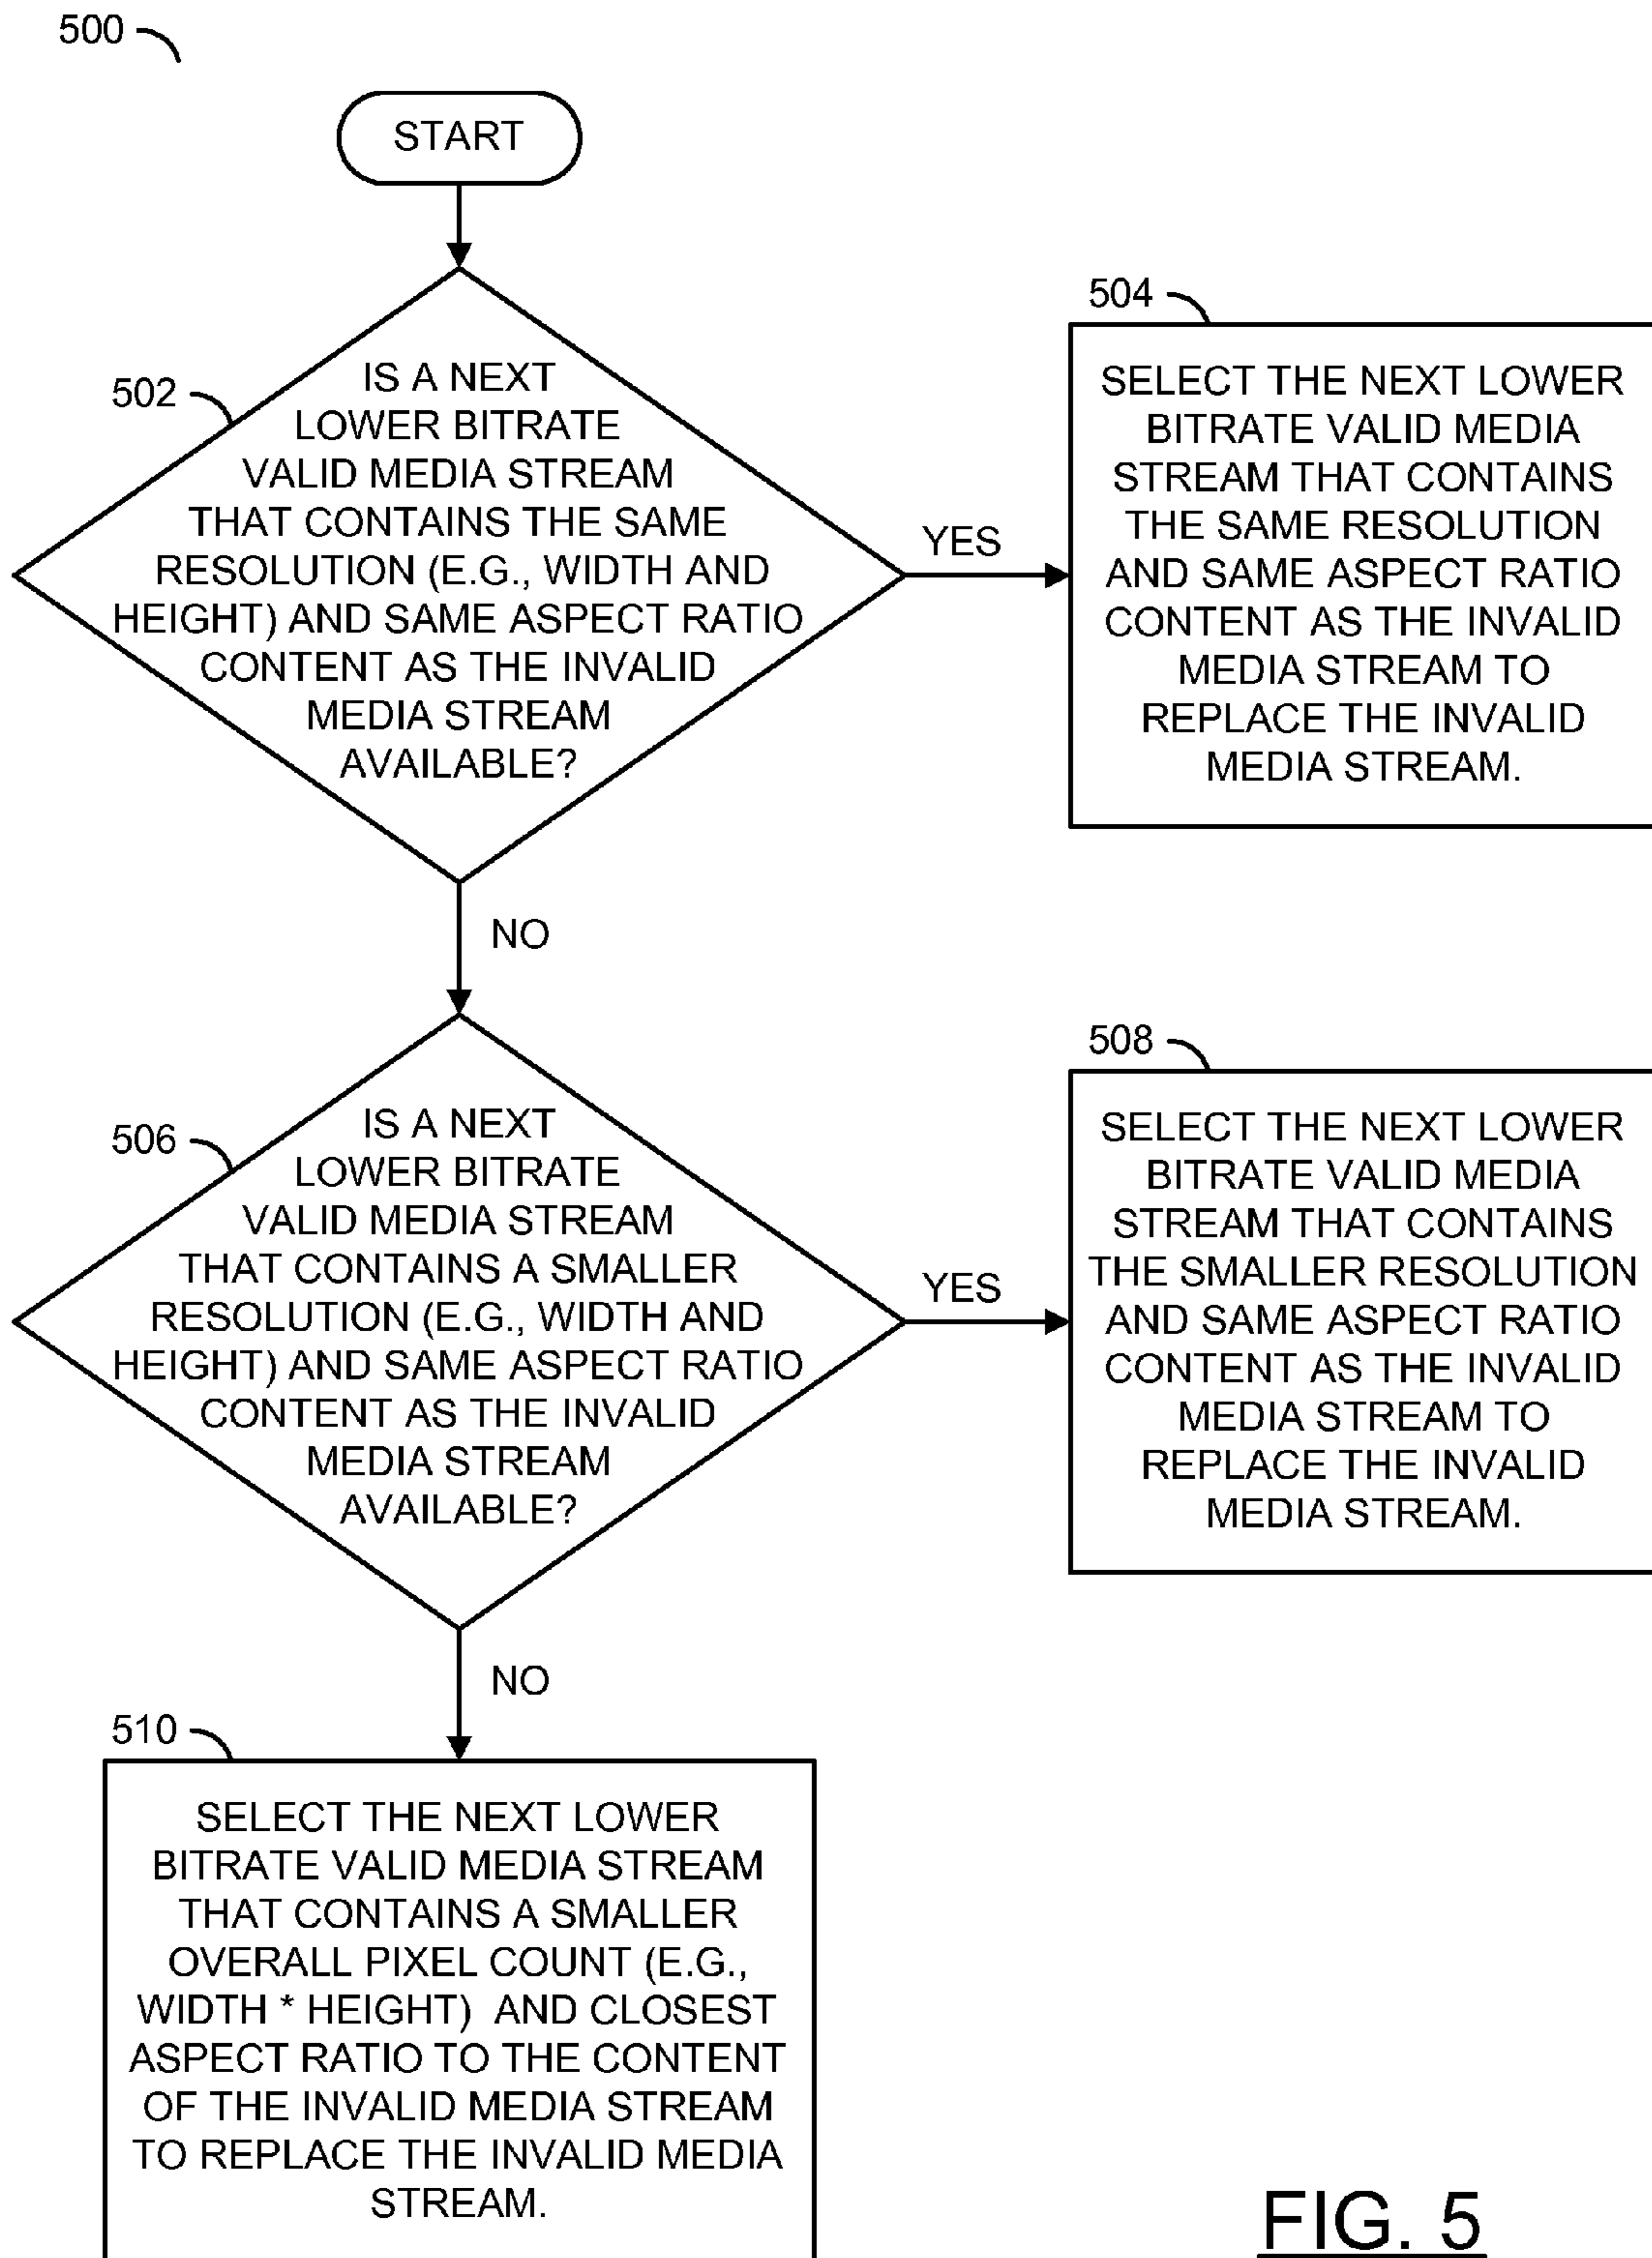 500
START
502
IS A NEXT
LOWER BITRATE
VALID MEDIA STREAM
THAT CONTAINS THE SAME
RESOLUTION (E.G., WIDTH AND
HEIGHT) AND SAME ASPECT RATIO
CONTENT AS THE INVALID
MEDIA STREAM
AVAILABLE?
YES
504
SELECT THE NEXT LOWER
BITRATE VALID MEDIA
STREAM THAT CONTAINS
THE SAME RESOLUTION
AND SAME ASPECT RATIO
CONTENT AS THE INVALID
MEDIA STREAM TO
REPLACE THE INVALID
MEDIA STREAM.
NO
506
IS A NEXT
LOWER BITRATE
VALID MEDIA STREAM
THAT CONTAINS A SMALLER
RESOLUTION (E.G., WIDTH AND
HEIGHT) AND SAME ASPECT RATIO
CONTENT AS THE INVALID
MEDIA STREAM
AVAILABLE?
YES
508
SELECT THE NEXT LOWER
BITRATE VALID MEDIA
STREAM THAT CONTAINS
THE SMALLER RESOLUTION
AND SAME ASPECT RATIO
CONTENT AS THE INVALID
MEDIA STREAM TO
REPLACE THE INVALID
MEDIA STREAM.
NO
510
SELECT THE NEXT LOWER
BITRATE VALID MEDIA STREAM
THAT CONTAINS A SMALLER
OVERALL PIXEL COUNT (E.G.,
WIDTH * HEIGHT)  AND CLOSEST
ASPECT RATIO TO THE CONTENT
OF THE INVALID MEDIA STREAM
TO REPLACE THE INVALID MEDIA
STREAM.
FIG. 5